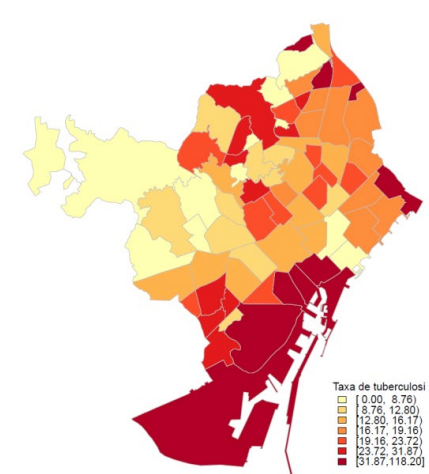 Taxa de tuberculosi
[ 0.00, 8.76)
[ 8.76, 12.80)
[12.80, 16.17)
[16.17, 19.16)
[19.16, 23.72)
[23.72, 31.87)
[31.87,118.20]